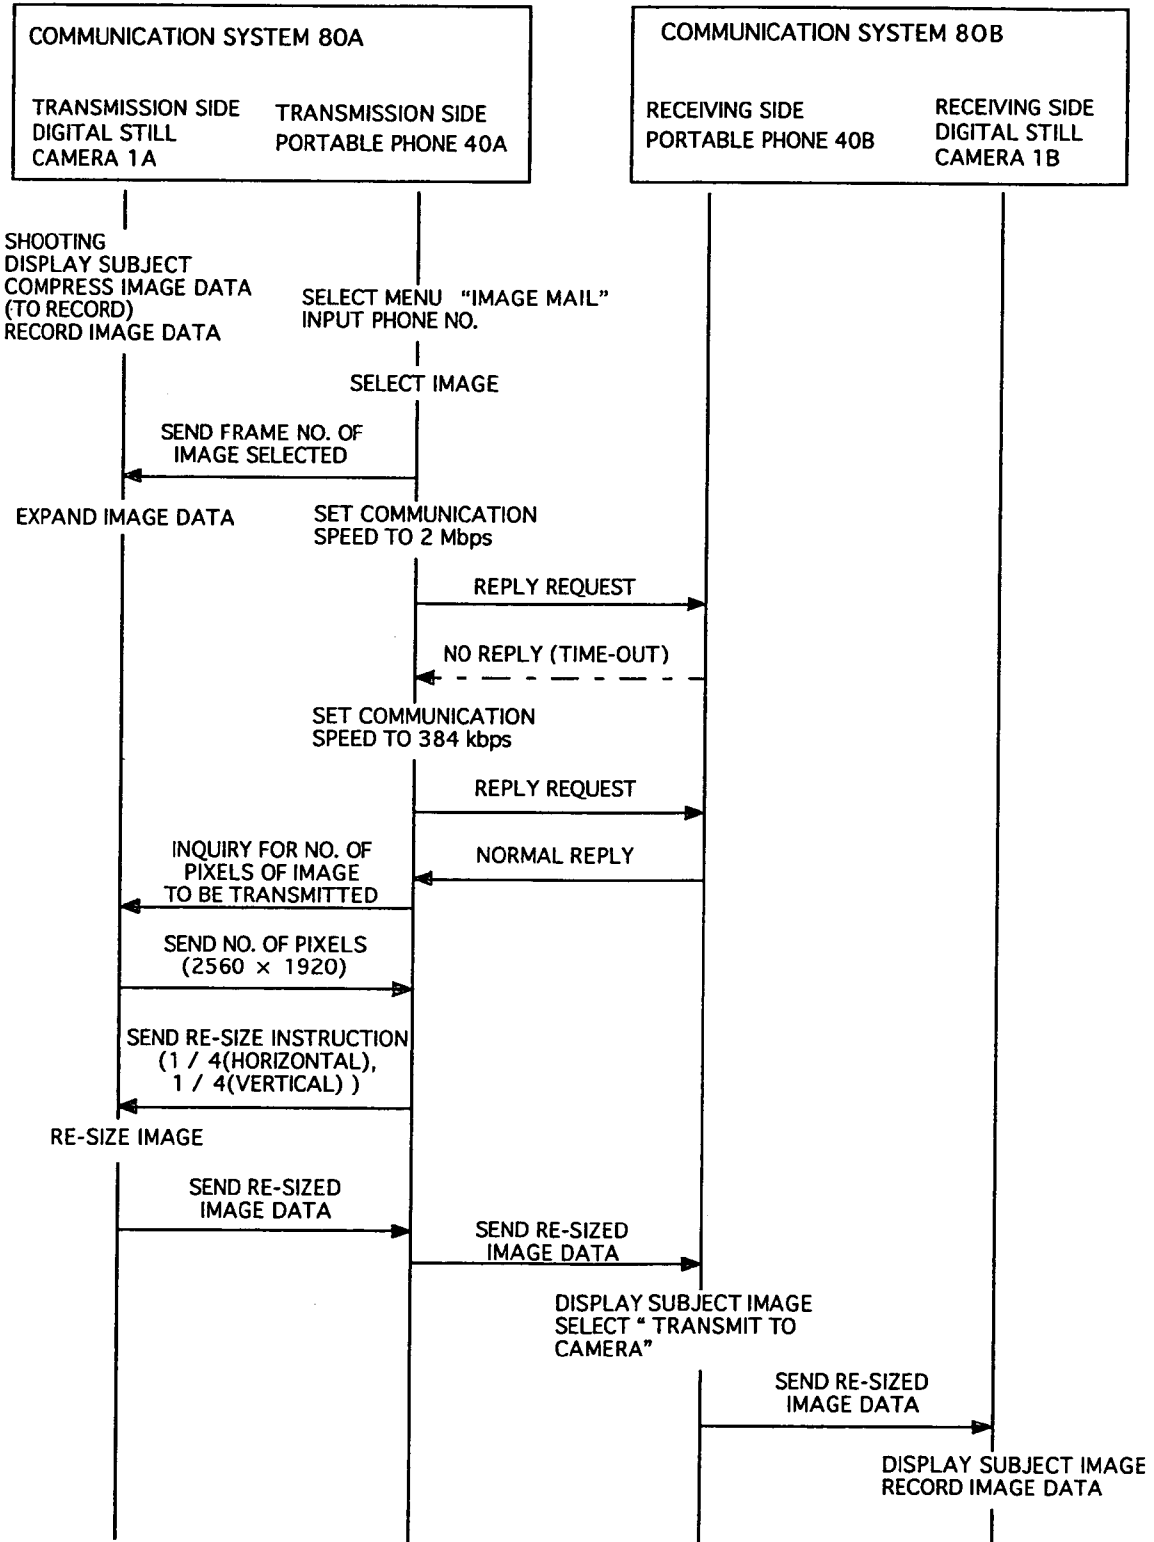 COMMUNICATION SYSTEM 80A
TRANSMISSION SIDE
DIGITAL STILL
CAMERA 1A
TRANSMISSION SIDE
PORTABLE PHONE 40A
COMMUNICATION SYSTEM 80B
RECEIVING SIDE
PORTABLE PHONE 40B
RECEIVING SIDE
DIGITAL STILL
CAMERA 1B
SHOOTING
DISPLAY SUBJECT
COMPRESS IMAGE DATA
(TO RECORD)
RECORD IMAGE DATA
SELECT MENU "IMAGE MAIL"
INPUT PHONE NO.
SELECT IMAGE
SEND FRAME NO. OF
IMAGE SELECTED
EXPAND IMAGE DATA
SET COMMUNICATION
SPEED TO 2 Mbps
REPLY REQUEST
NO REPLY (TIME-OUT)
SET COMMUNICATION
SPEED TO 384 kbps
REPLY REQUEST
NORMAL REPLY
INQUIRY FOR NO. OF
PIXELS OF IMAGE
TO BE TRANSMITTED
SEND NO. OF PIXELS
(2560 × 1920)
SEND RE-SIZE INSTRUCTION
(1 / 4(HORIZONTAL),
1 / 4(VERTICAL) )
RE-SIZE IMAGE
SEND RE-SIZED
IMAGE DATA
SEND RE-SIZED
IMAGE DATA
DISPLAY SUBJECT IMAGE
SELECT " TRANSMIT TO
CAMERA"
SEND RE-SIZED
IMAGE DATA
DISPLAY SUBJECT IMAGE
RECORD IMAGE DATA